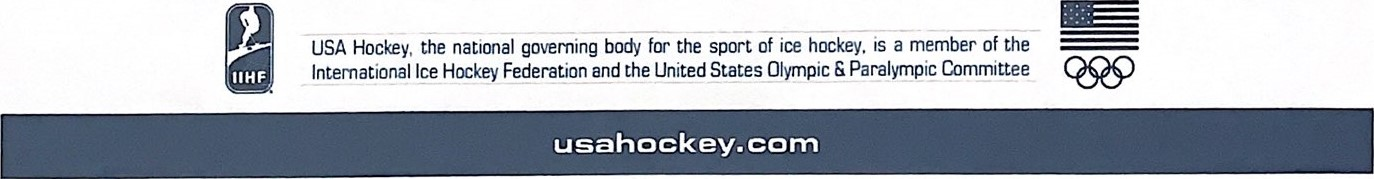 IIHF
USA Hockey, the national governing body for the sport of ice hockey, is a member of the
International Ice Hockey Federation and the United States Olympic & Paralympic Committee
usahockey.com